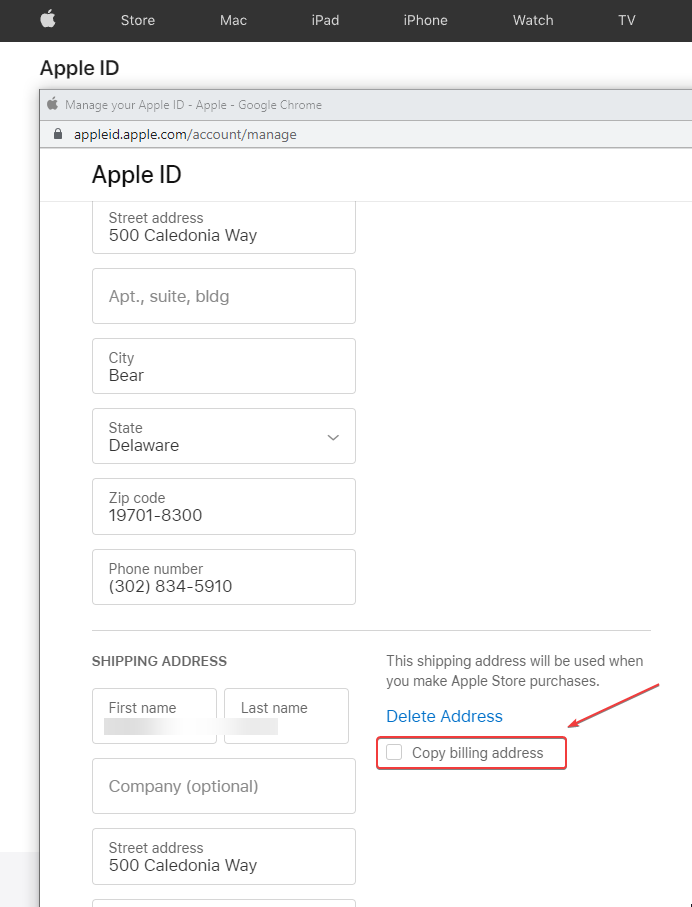 Store Mac iPad iPhone Watch TV
Apple ID
Manage your Apple ID - Apple - Google Chrome
appleid.apple.com/account/manage
Apple ID
Street address
500 Caledonia Way
Apt., suite, bldg
City
Bear
State
Delaware
Zip code
19701-8300
Phone number
(302) 834-5910
SHIPPING ADDRESS
This shipping address will be used when
you make Apple Store purchases.
First name
Last name
Delete Address
Copy billing address
Company (optional)
Street address
500 Caledonia Way